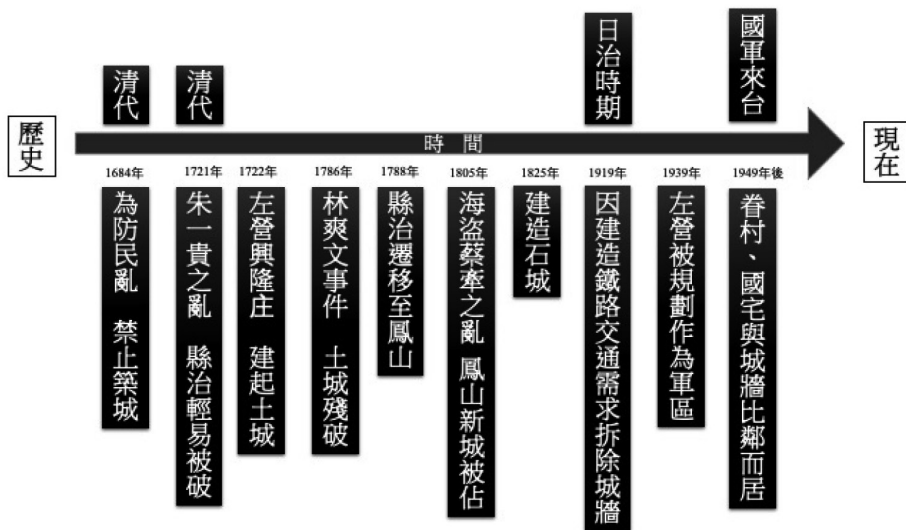 清代
清代
日治時期
國軍來台
歷史
時 間
現在
1684年
1721年
1722年
1786年
1788年
1805年
1825年
1919年
1939年
1949年後
為防民亂 禁止築城
朱一貴之亂 縣治輕易被破
左營興隆庄 建起土城
林爽文事件 土城殘破
縣治遷移至鳳山
海盜蔡牽之亂 鳳山新城被佔
建造石城
因建造鐵路交通需求拆除城牆
左營被規劃作為軍區
眷村、國宅與城牆比鄰而居